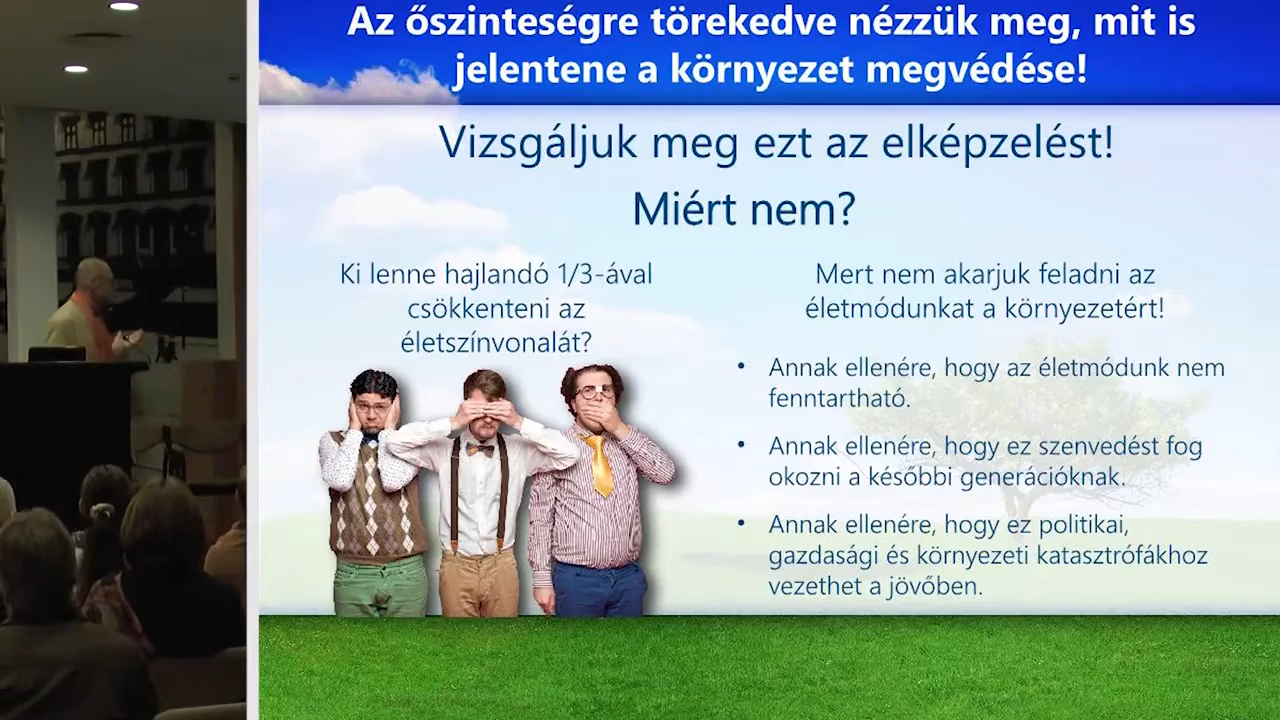 Az őszinteségre törekedve nézzük meg, mit is
jelentene a környezet megvédése!
Vizsgáljuk meg ezt az elképzelést!
Miért nem?
Ki lenne hajlandó 1/3-ával
csökkenteni az
életszínvonalát?
Mert nem akarjuk feladni az
életmódunkat a környezetért!
• Annak ellenére, hogy az életmódunk nem
fenntartható.
• Annak ellenére, hogy ez szenvedést fog
okozni a későbbi generációknak.
• Annak ellenére, hogy ez politikai,
gazdasági és környezeti katasztrófákhoz
vezethet a jövőben.